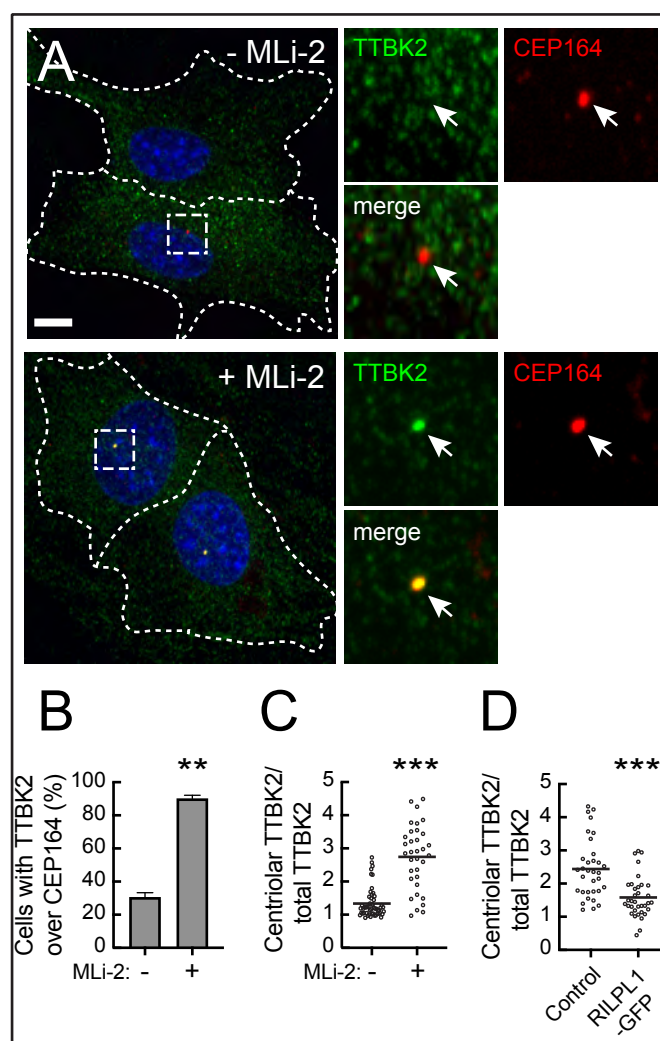 A
- MLi-2
TTBK2
CEP164
merge
+ MLi-2
TTBK2
CEP164
merge
B
Cells with TTBK2
over CEP164 (%)
100
80
60
40
20
0
**
MLi-2: - +
C
Centriolar TTBK2/
total TTBK2
5
4
3
2
1
0
***
MLi-2: - +
D
Centriolar TTBK2/
total TTBK2
5
4
3
2
1
0
***
Control
RILPL1
-GFP